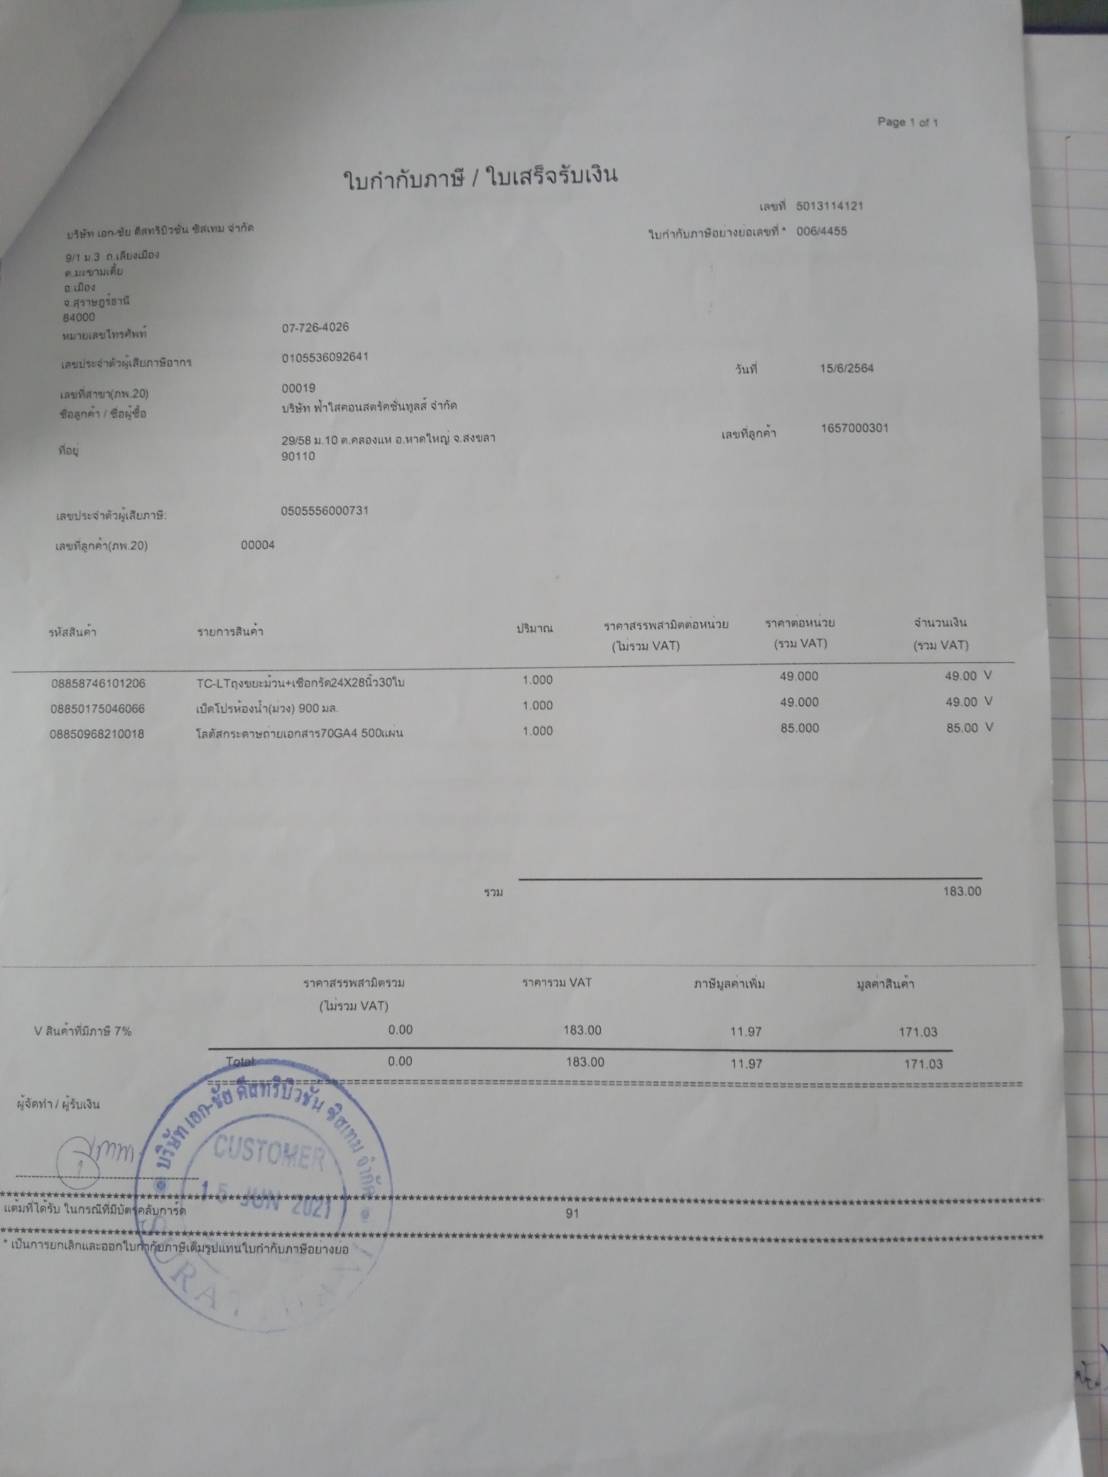 Page 1 of 1
ใบกำกับภาษี / ใบเสร็จรับเงิน
เลขที่ 5013114121
บริษัท เอก-ชัย ดีสทริบิวชั่น ซิสเทม จำกัด
ใบกำกับภาษีอย่างย่อเลขที่ * 006/4455
9/1 ม.3 ถ.เลี่ยงเมือง
ต.มะขามเตี้ย
อ.เมือง
จ.สุราษฎร์ธานี
84000
หมายเลขโทรศัพท์ 07-726-4026
เลขประจำตัวผู้เสียภาษีอากร 0105536092641
วันที่ 15/6/2564
เลขที่สาขา(ภพ.20) 00019
ชื่อลูกค้า / ชื่อผู้ซื้อ บริษัท ฟ้าใสคอนสตรัคชั่นทูลส์ จำกัด
เลขที่ลูกค้า 1657000301
ที่อยู่ 29/58 ม.10 ต.คลองแห อ.หาดใหญ่ จ.สงขลา
90110
เลขประจำตัวผู้เสียภาษี: 0505556000731
เลขที่ลูกค้า(ภพ.20) 00004
รหัสสินค้า รายการสินค้า ปริมาณ ราคาสรรพสามิตต่อหน่วย ราคาต่อหน่วย จำนวนเงิน
(ไม่รวม VAT) (รวม VAT) (รวม VAT)
08858746101206 TC-LTถุงขยะม้วน+เชือกรัด24X28นิ้ว30ใบ 1.000 49.000 49.00 V
08850175046066 เป็ดโปรห้องน้ำ(ม่วง) 900 มล. 1.000 49.000 49.00 V
08850968210018 โลตัสกระดาษถ่ายเอกสาร70GA4 500แผ่น 1.000 85.000 85.00 V
รวม 183.00
ราคาสรรพสามิตรวม ราคารวม VAT ภาษีมูลค่าเพิ่ม มูลค่าสินค้า
(ไม่รวม VAT)
V สินค้าที่มีภาษี 7% 0.00 183.00 11.97 171.03
Total 0.00 183.00 11.97 171.03
ผู้จัดทำ / ผู้รับเงิน
บริษัท เอก-ชัย ดีสทริบิวชั่น ซิสเทม จำกัด
CUSTOMER
15 JUN 2021
แต้มที่ได้รับ ในกรณีที่มีบัตรคลับการ์ด 91
* เป็นการยกเลิกและออกใบกำกับภาษีเต็มรูปแทนใบกำกับภาษีอย่างย่อ